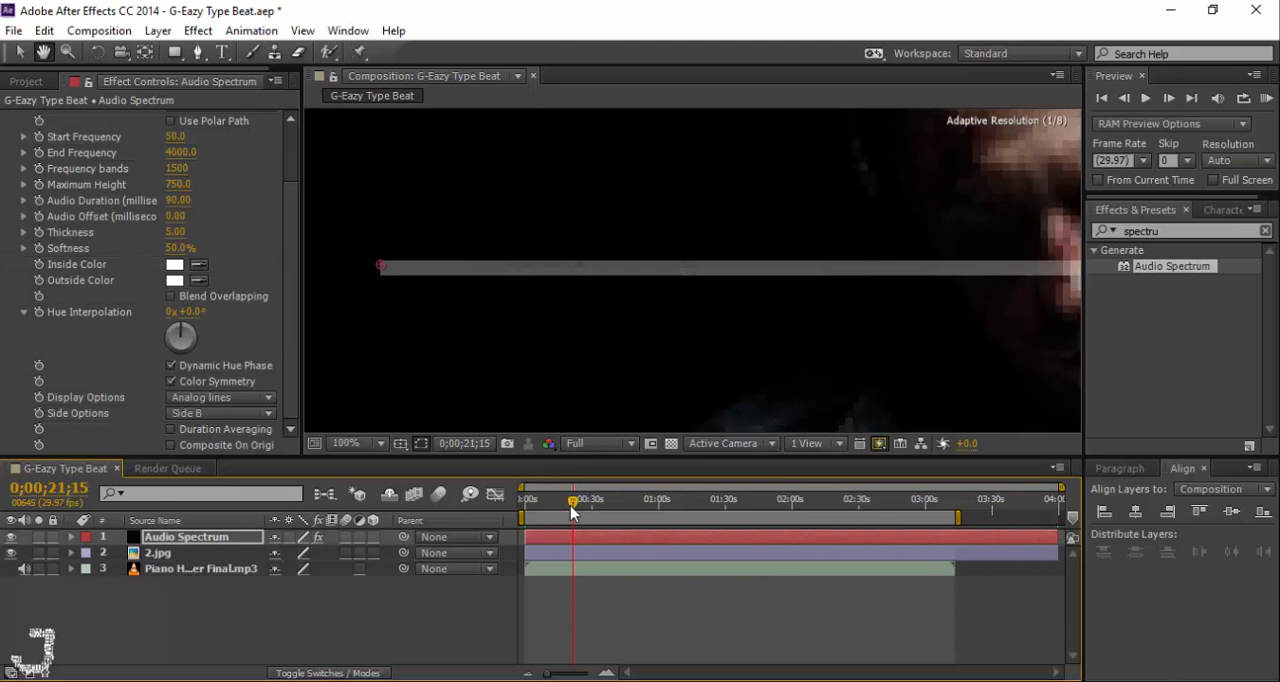 Adobe After Effects CC 2014 - G-Eazy Type Beat.aep *
File Edit Composition Layer Effect Animation View Window Help
Workspace: Standard Search Help
Project Effect Controls: Audio Spectrum
Composition: G-Eazy Type Beat
Preview
G-Eazy Type Beat • Audio Spectrum
G-Eazy Type Beat
Use Polar Path
Start Frequency 50.0
End Frequency 4000.0
Frequency bands 1500
Maximum Height 750.0
Audio Duration (millise 90.00
Audio Offset (milliseco 0.00
Thickness 5.00
Softness 50.0%
Inside Color
Outside Color
Blend Overlapping
Hue Interpolation 0x+0.0°
Dynamic Hue Phase
Color Symmetry
Display Options Analog lines
Side Options Side B
Duration Averaging
Composite On Origi
Adaptive Resolution (1/8)
100% 0;00;21;15 Full Active Camera 1 View +0.0
RAM Preview Options
Frame Rate Skip Resolution
(29.97) 0 Auto
From Current Time Full Screen
Effects & Presets Characte
spectru
Generate
32 Audio Spectrum
G-Eazy Type Beat Render Queue
0;00;21;15
00645 (29.97 fps)
:00s 00:30s 01:00s 01:30s 02:00s 02:30s 03:00s 03:30s 04:0
Source Name fx Parent
1 Audio Spectrum fx None
2 2.jpg None
3 Piano H...er Final.mp3 None
Toggle Switches / Modes
Paragraph Align
Align Layers to: Composition
Distribute Layers: